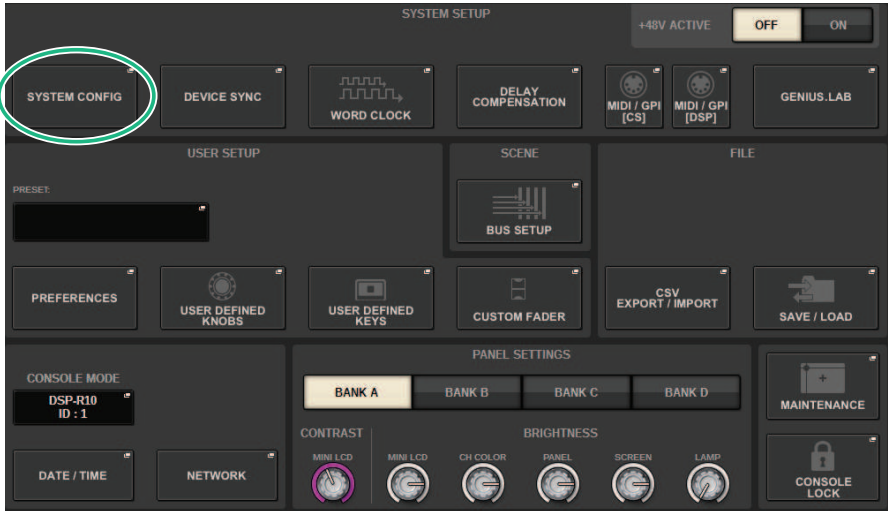 SYSTEM SETUP
+48V ACTIVE
OFF
ON
SYSTEM CONFIG
DEVICE SYNC
WORD CLOCK
DELAY
COMPENSATION
MIDI / GPI
[CS]
MIDI / GPI
[DSP]
GENIUS.LAB
USER SETUP
SCENE
FILE
PRESET:
BUS SETUP
PREFERENCES
USER DEFINED
KNOBS
USER DEFINED
KEYS
CUSTOM FADER
CSV
EXPORT / IMPORT
SAVE / LOAD
CONSOLE MODE
DSP-R10
ID : 1
DATE / TIME
NETWORK
PANEL SETTINGS
BANK A
BANK B
BANK C
BANK D
CONTRAST
BRIGHTNESS
MINI LCD
MINI LCD
CH COLOR
PANEL
SCREEN
LAMP
MAINTENANCE
CONSOLE
LOCK